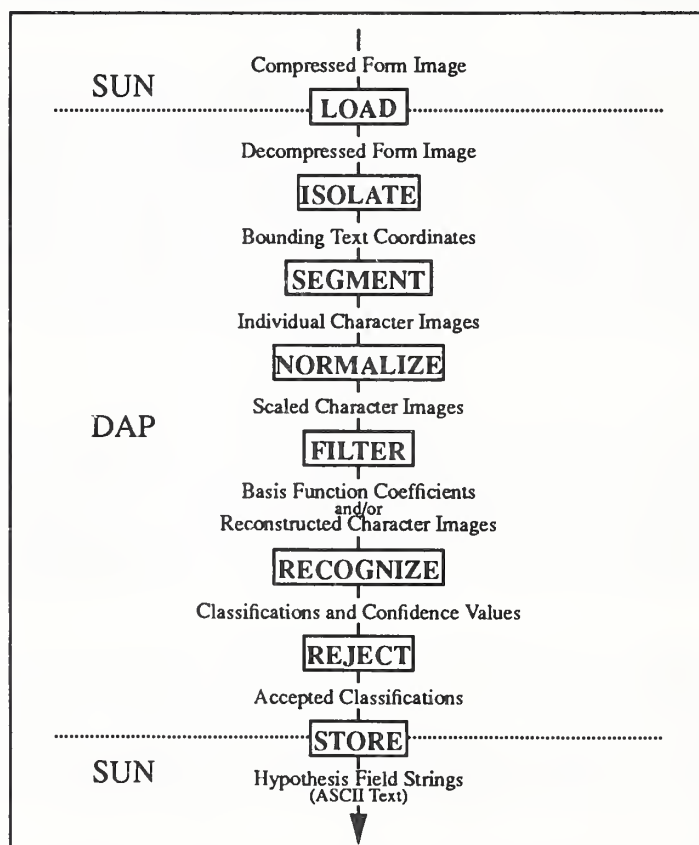 Compressed Form Image
SUN
LOAD
Decompressed Form Image
ISOLATE
Bounding Text Coordinates
SEGMENT
Individual Character Images
NORMALIZE
Scaled Character Images
DAP
FILTER
Basis Function Coefficients
and/or
Reconstructed Character Images
RECOGNIZE
Classifications and Confidence Values
REJECT
Accepted Classifications
STORE
SUN
Hypothesis Field Strings
(ASCII Text)